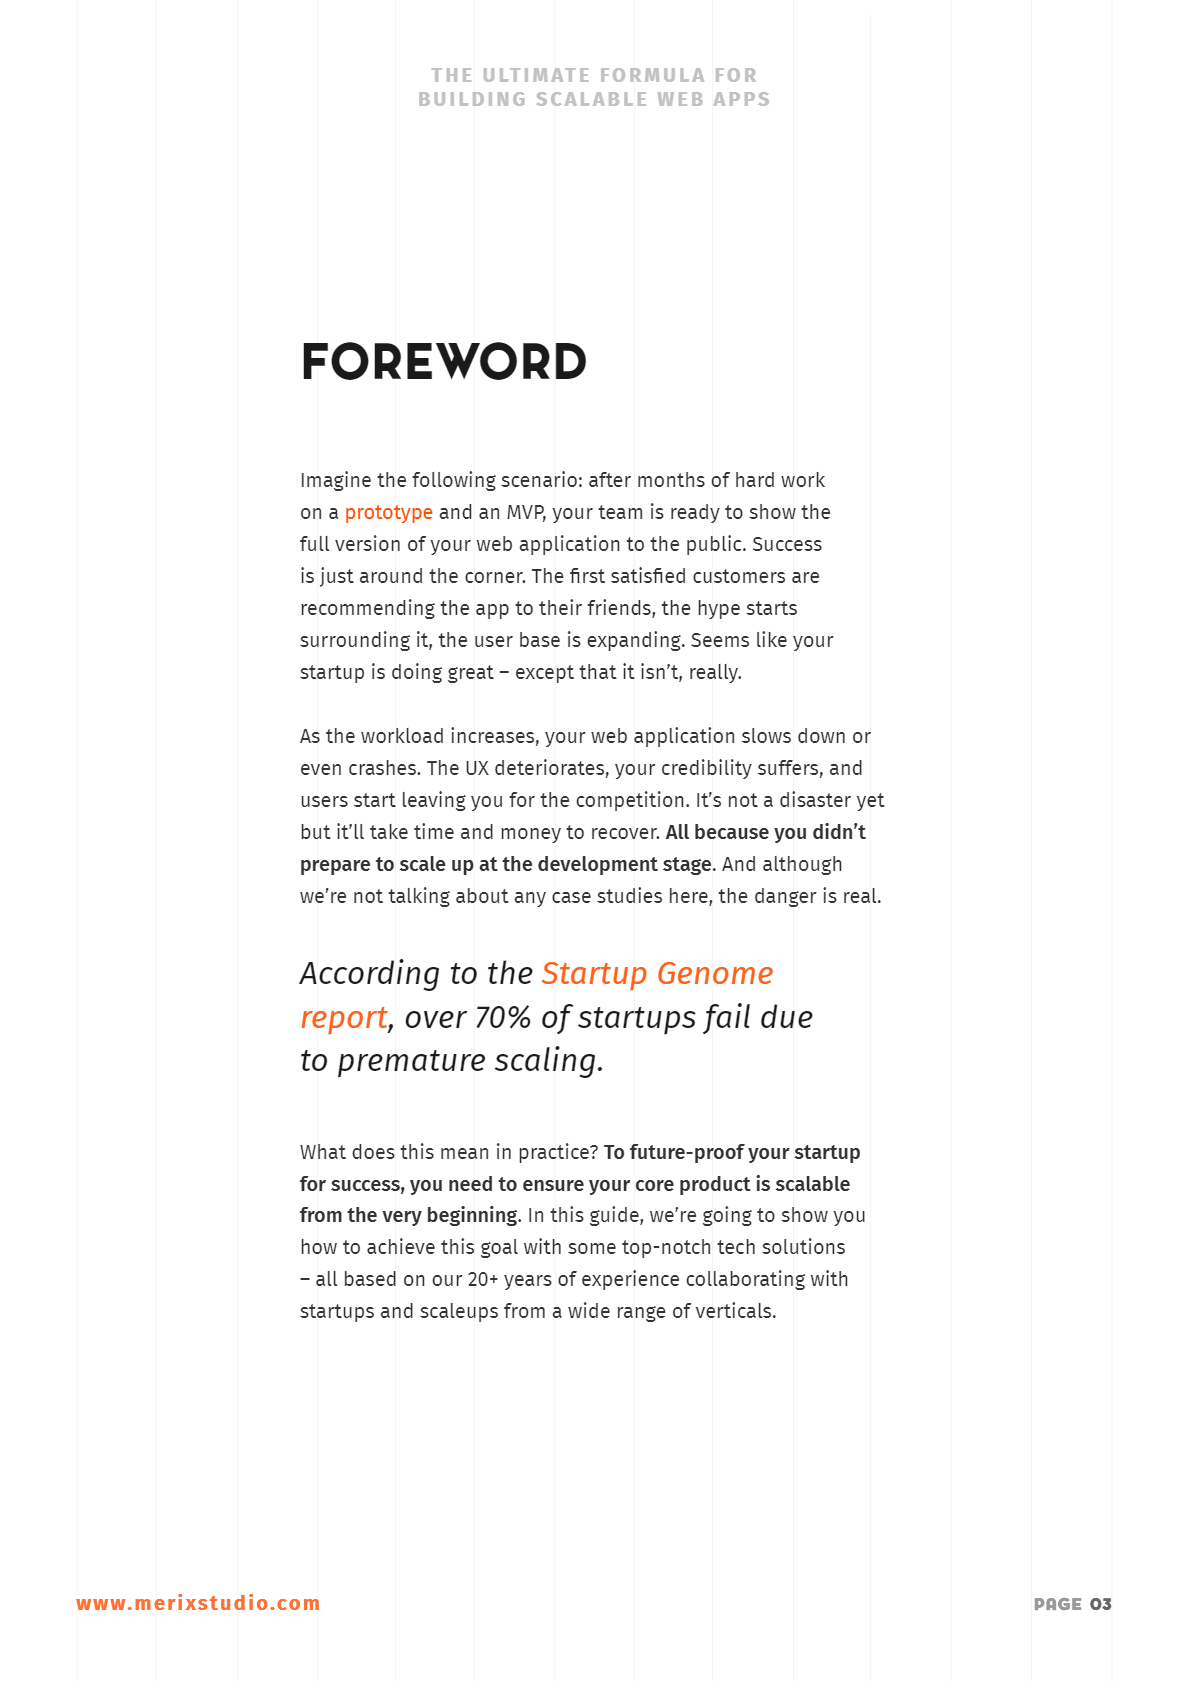 THE ULTIMATE FORMULA FOR
BUILDING SCALABLE WEB APPS
FOREWORD
Imagine the following scenario: after months of hard work
on a prototype and an MVP, your team is ready to show the
full version of your web application to the public. Success
is just around the corner. The first satisfied customers are
recommending the app to their friends, the hype starts
surrounding it, the user base is expanding. Seems like your
startup is doing great – except that it isn’t, really.
As the workload increases, your web application slows down or
even crashes. The UX deteriorates, your credibility suffers, and
users start leaving you for the competition. It’s not a disaster yet
but it’ll take time and money to recover. All because you didn’t
prepare to scale up at the development stage. And although
we’re not talking about any case studies here, the danger is real.
According to the Startup Genome
report, over 70% of startups fail due
to premature scaling.
What does this mean in practice? To future-proof your startup
for success, you need to ensure your core product is scalable
from the very beginning. In this guide, we’re going to show you
how to achieve this goal with some top-notch tech solutions
– all based on our 20+ years of experience collaborating with
startups and scaleups from a wide range of verticals.
www.merixstudio.com
PAGE 03